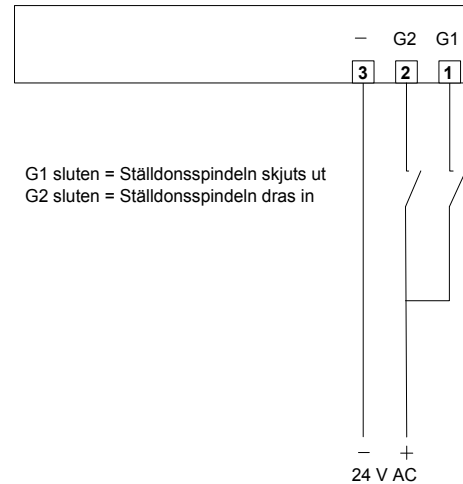 – G2 G1
3 2 1
G1 sluten = Ställdonsspindeln skjuts ut
G2 sluten = Ställdonsspindeln dras in
– +
24 V AC